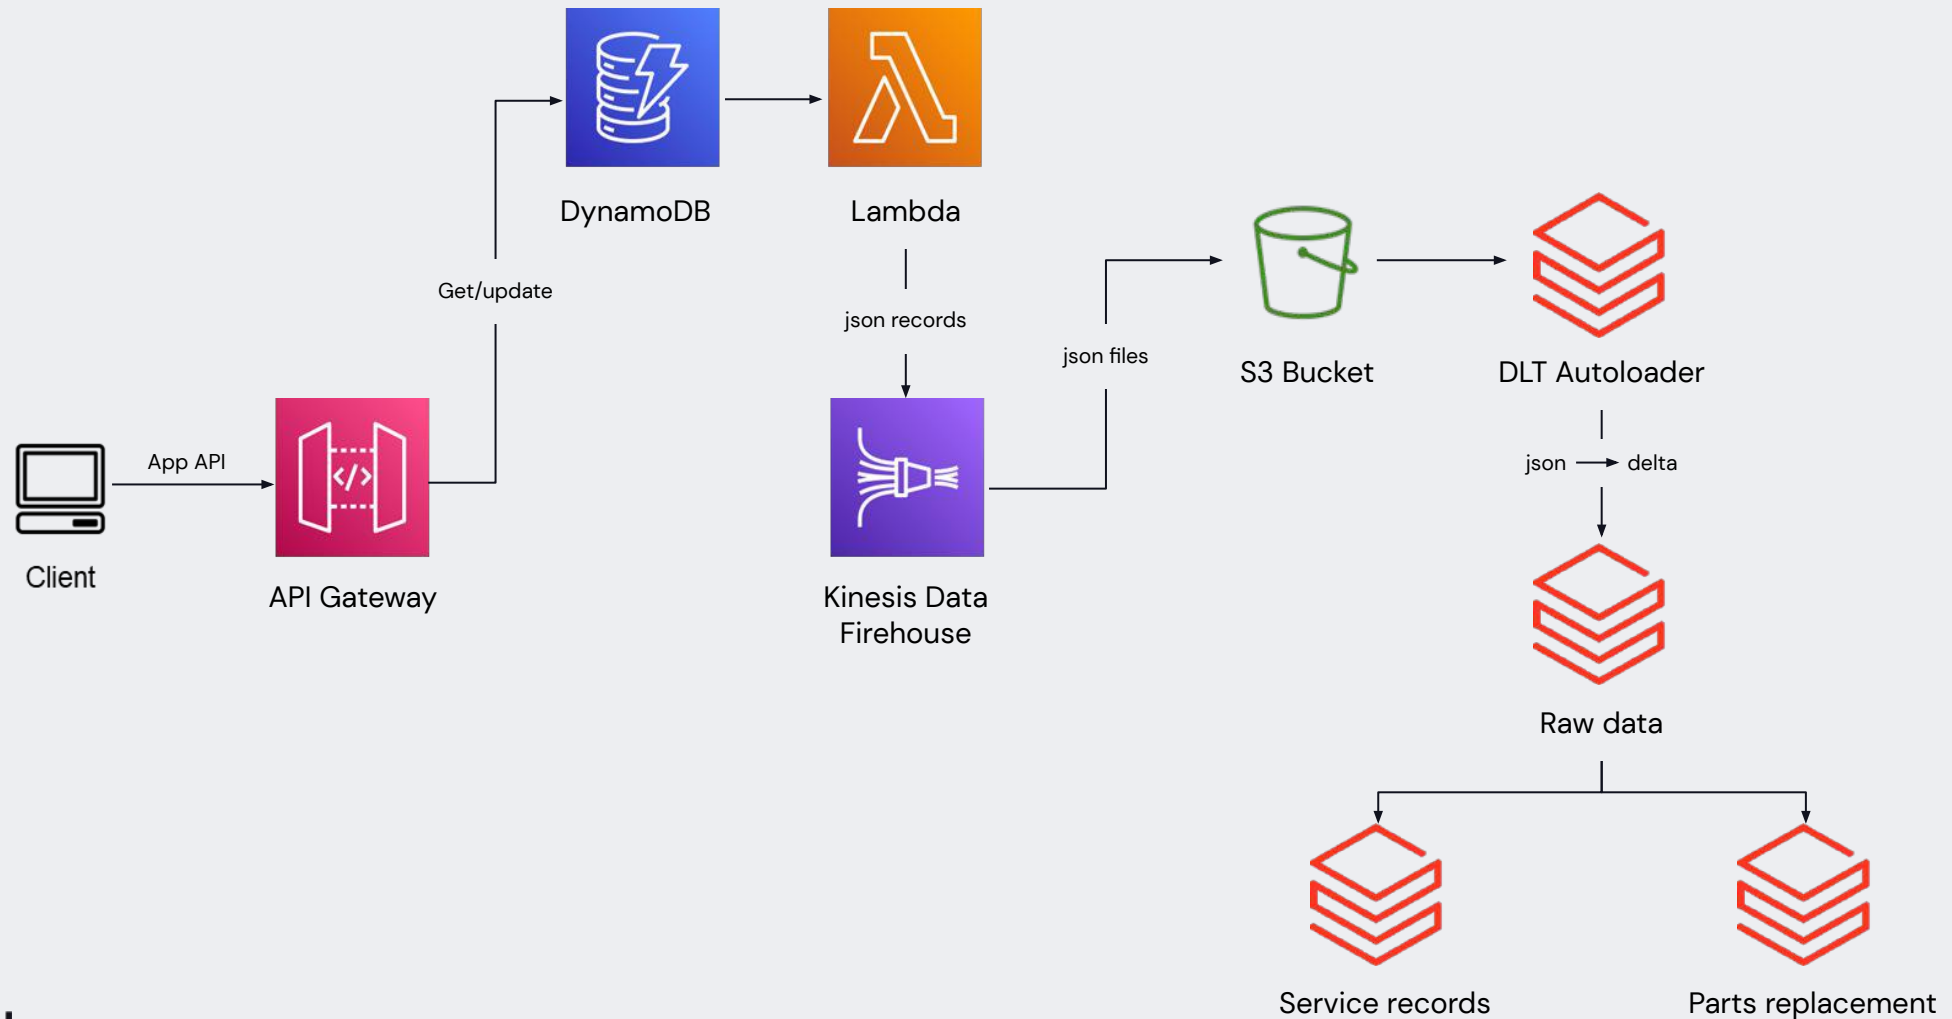 DynamoDB
Lambda
Get/update
json records
json files
S3 Bucket
DLT Autoloader
App API
</>
json
delta
Client
API Gateway
Kinesis Data
Firehouse
Raw data
Service records
Parts replacement